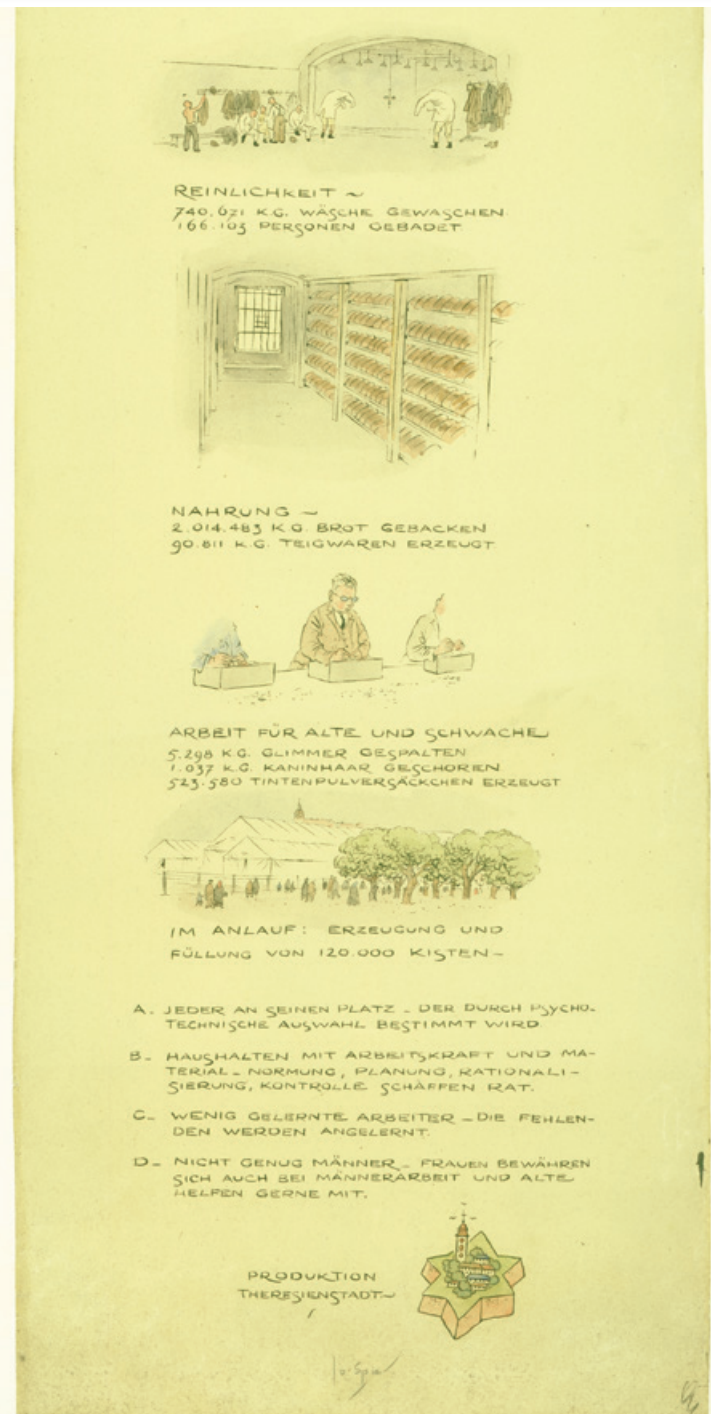 REINLICHKEIT ~
740.671 K.G. WÄSCHE GEWASCHEN
166.103 PERSONEN GEBADET
NAHRUNG ~
2.014.483 K.G. BROT GEBACKEN
90.811 K.G. TEIGWAREN ERZEUGT
ARBEIT FÜR ALTE UND SCHWACHE
5.298 K.G. GLIMMER GESPALTEN
1.037 K.G. KANINHAAR GESCHOREN
523.580 TINTENPULVERSÄCKCHEN ERZEUGT
IM ANLAUF: ERZEUGUNG UND
FÜLLUNG VON 120.000 KISTEN –
A. JEDER AN SEINEN PLATZ – DER DURCH PSYCHO-
TECHNISCHE AUSWAHL BESTIMMT WIRD
B – HAUSHALTEN MIT ARBEITSKRAFT UND MA-
TERIAL – NORMUNG, PLANUNG, RATIONALI-
SIERUNG, KONTROLLE SCHAFFEN RAT.
C – WENIG GELERNTE ARBEITER – DIE FEHLEN-
DEN WERDEN ANGELERNT.
D – NICHT GENUG MÄNNER – FRAUEN BEWÄHREN
SICH AUCH BEI MÄNNERARBEIT UND ALTE
HELFEN GERNE MIT.
PRODUKTION
THERESIENSTADT ~
Jo Spier